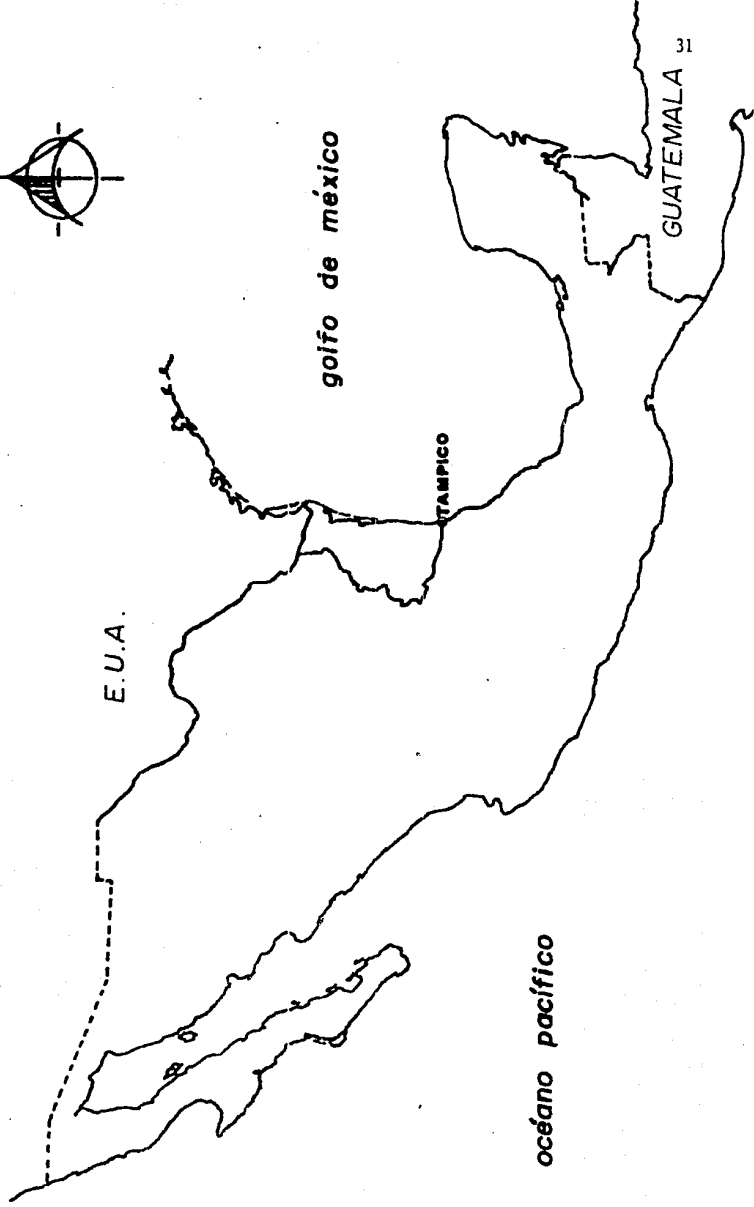 E.U.A.
golfo de méxico
TAMPICO
océano pacífico
GUATEMALA
31